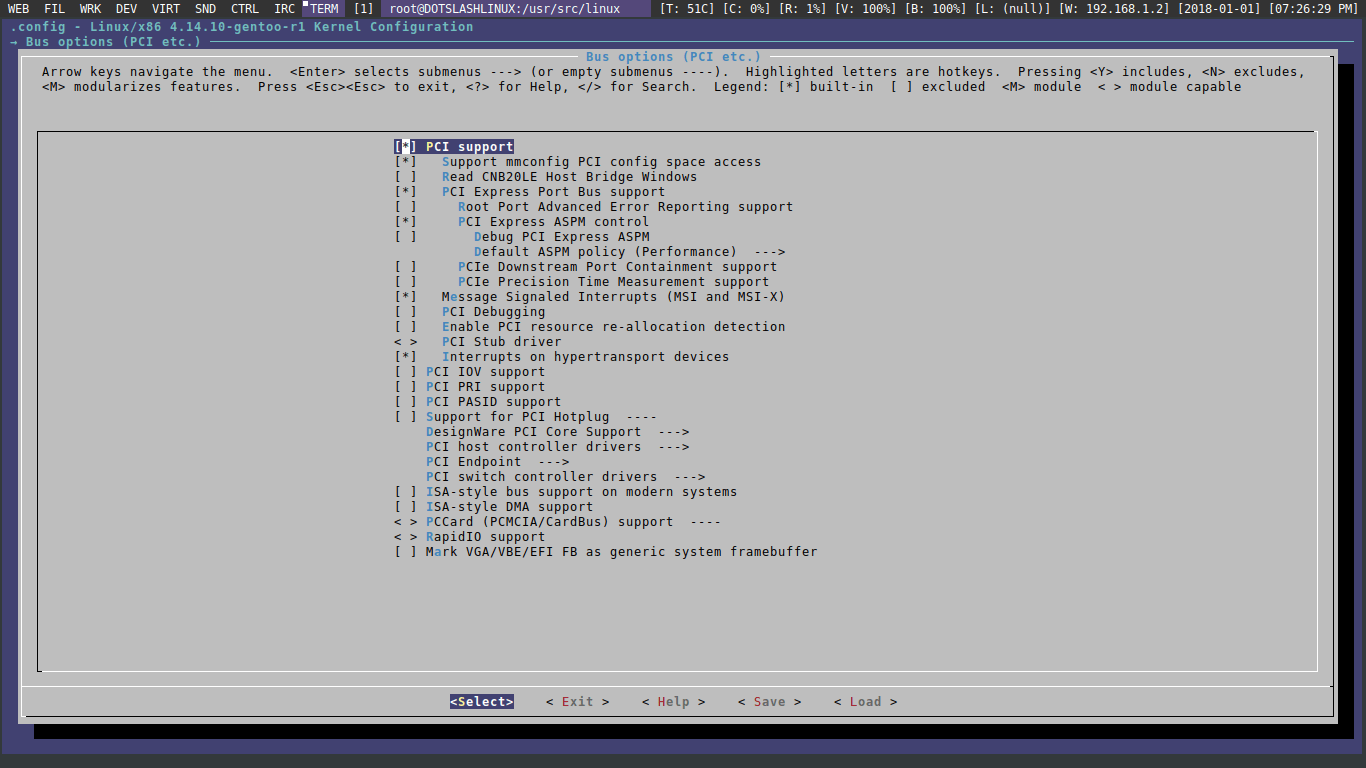 WEB FIL WRK DEV VIRT SND CTRL IRC TERM [1] root@DOTSLASHLINUX:/usr/src/linux [T: 51C] [C: 0%] [R: 1%] [V: 100%] [B: 100%] [L: (null)] [W: 192.168.1.2] [2018-01-01] [07:26:29 PM]
.config - Linux/x86 4.14.10-gentoo-r1 Kernel Configuration
→ Bus options (PCI etc.)
Bus options (PCI etc.)
Arrow keys navigate the menu.  <Enter> selects submenus ---> (or empty submenus ----).  Highlighted letters are hotkeys.  Pressing <Y> includes, <N> excludes,
<M> modularizes features.  Press <Esc><Esc> to exit, <?> for Help, </> for Search.  Legend: [*] built-in  [ ] excluded  <M> module  < > module capable
[*] PCI support
[*]   Support mmconfig PCI config space access
[ ]   Read CNB20LE Host Bridge Windows
[*]   PCI Express Port Bus support
[ ]     Root Port Advanced Error Reporting support
[*]     PCI Express ASPM control
[ ]       Debug PCI Express ASPM
Default ASPM policy (Performance)  --->
[ ]     PCIe Downstream Port Containment support
[ ]     PCIe Precision Time Measurement support
[*]   Message Signaled Interrupts (MSI and MSI-X)
[ ]   PCI Debugging
[ ]   Enable PCI resource re-allocation detection
< >   PCI Stub driver
[*]   Interrupts on hypertransport devices
[ ] PCI IOV support
[ ] PCI PRI support
[ ] PCI PASID support
[ ] Support for PCI Hotplug  ----
DesignWare PCI Core Support  --->
PCI host controller drivers  --->
PCI Endpoint  --->
PCI switch controller drivers  --->
[ ] ISA-style bus support on modern systems
[ ] ISA-style DMA support
< > PCCard (PCMCIA/CardBus) support  ----
< > RapidIO support
[ ] Mark VGA/VBE/EFI FB as generic system framebuffer
<Select>    < Exit >    < Help >    < Save >    < Load >